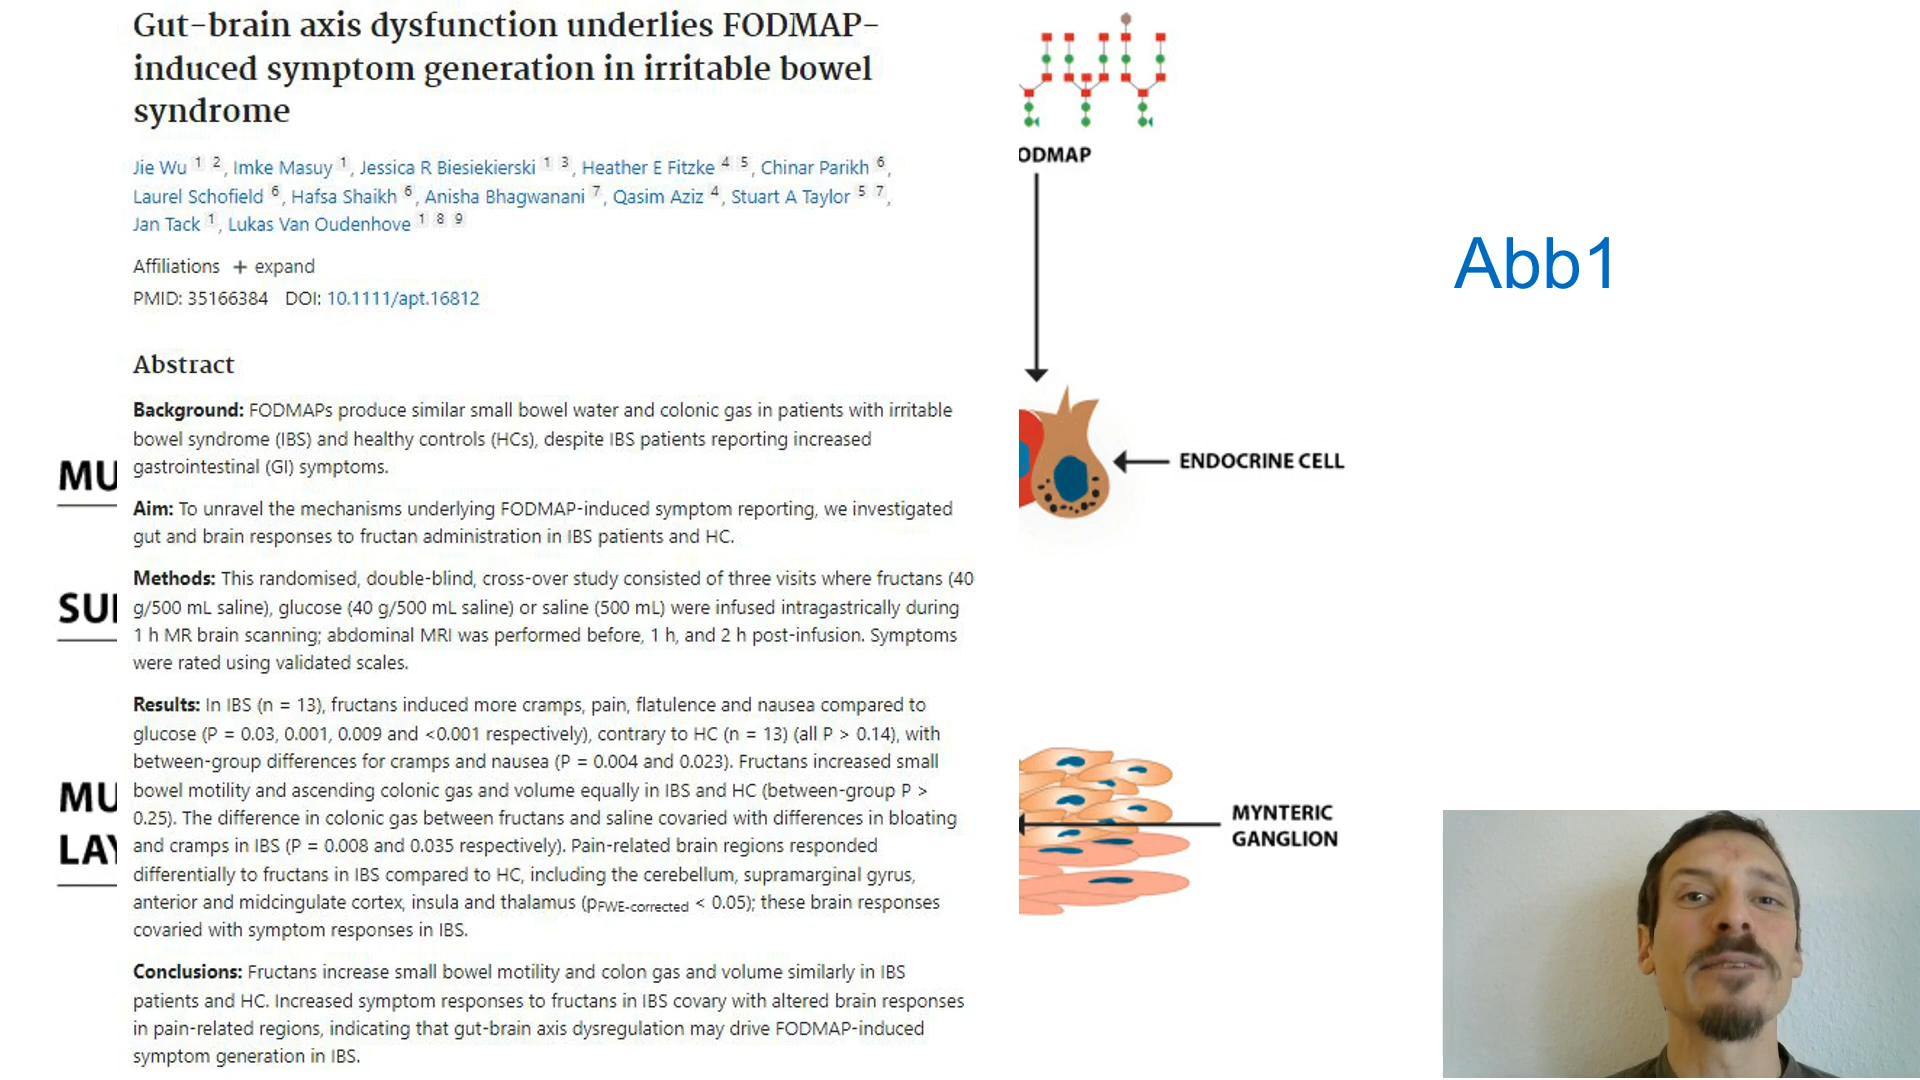 Gut–brain axis dysfunction underlies FODMAP-
induced symptom generation in irritable bowel
syndrome
Jie Wu 1 2, Imke Masuy 1, Jessica R Biesiekierski 1 3, Heather E Fitzke 4 5, Chinar Parikh 6,
Laurel Schofield 6, Hafsa Shaikh 6, Anisha Bhagwanani 7, Qasim Aziz 4, Stuart A Taylor 5 7,
Jan Tack 1, Lukas Van Oudenhove 1 8 9
Affiliations + expand
PMID: 35166384 DOI: 10.1111/apt.16812
Abstract
Background: FODMAPs produce similar small bowel water and colonic gas in patients with irritable
bowel syndrome (IBS) and healthy controls (HCs), despite IBS patients reporting increased
gastrointestinal (GI) symptoms.
Aim: To unravel the mechanisms underlying FODMAP-induced symptom reporting, we investigated
gut and brain responses to fructan administration in IBS patients and HC.
Methods: This randomised, double-blind, cross-over study consisted of three visits where fructans (40
g/500 mL saline), glucose (40 g/500 mL saline) or saline (500 mL) were infused intragastrically during
1 h MR brain scanning; abdominal MRI was performed before, 1 h, and 2 h post-infusion. Symptoms
were rated using validated scales.
Results: In IBS (n = 13), fructans induced more cramps, pain, flatulence and nausea compared to
glucose (P = 0.03, 0.001, 0.009 and <0.001 respectively), contrary to HC (n = 13) (all P > 0.14), with
between-group differences for cramps and nausea (P = 0.004 and 0.023). Fructans increased small
bowel motility and ascending colonic gas and volume equally in IBS and HC (between-group P >
0.25). The difference in colonic gas between fructans and saline covaried with differences in bloating
and cramps in IBS (P = 0.008 and 0.035 respectively). Pain-related brain regions responded
differentially to fructans in IBS compared to HC, including the cerebellum, supramarginal gyrus,
anterior and midcingulate cortex, insula and thalamus (pFWE-corrected < 0.05); these brain responses
covaried with symptom responses in IBS.
Conclusions: Fructans increase small bowel motility and colon gas and volume similarly in IBS
patients and HC. Increased symptom responses to fructans in IBS covary with altered brain responses
in pain-related regions, indicating that gut-brain axis dysregulation may drive FODMAP-induced
symptom generation in IBS.
MU
SU
MU
LAY
ODMAP
ENDOCRINE CELL
MYNTERIC
GANGLION
Abb1